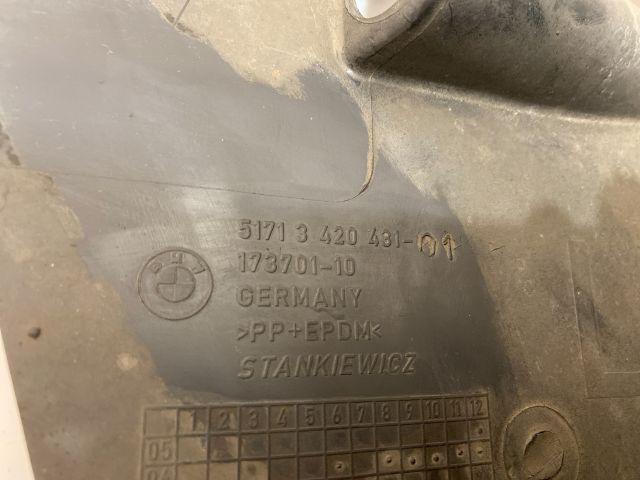 BMW
5171 3 420 431-01
173701-10
GERMANY
>PP+EPDM<
STANKIEWICZ
1 2 3 4 5 6 7 8 9 10 11 12
05